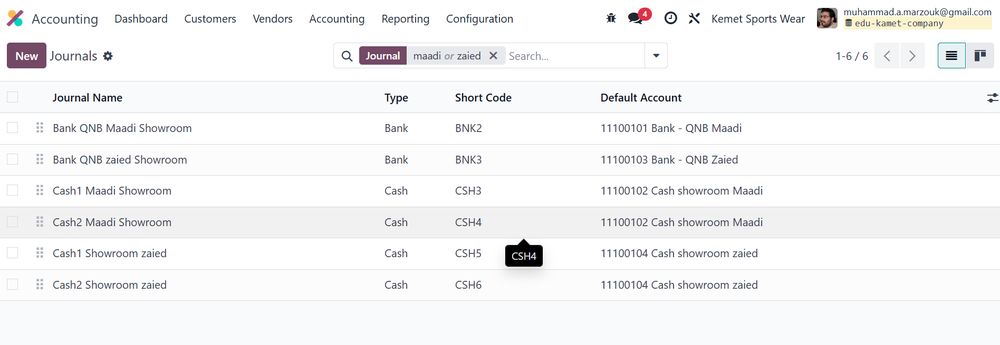 Accounting Dashboard Customers Vendors Accounting Reporting Configuration 4 Kemet Sports Wear muhammad.a.marzouk@gmail.com
edu-kamet-company
New Journals Journal maadi or zaied Search... 1-6 / 6
Journal Name Type Short Code Default Account
Bank QNB Maadi Showroom Bank BNK2 11100101 Bank - QNB Maadi
Bank QNB zaied Showroom Bank BNK3 11100103 Bank - QNB Zaied
Cash1 Maadi Showroom Cash CSH3 11100102 Cash showroom Maadi
Cash2 Maadi Showroom Cash CSH4 11100102 Cash showroom Maadi
Cash1 Showroom zaied Cash CSH5 11100104 Cash showroom zaied
CSH4
Cash2 Showroom zaied Cash CSH6 11100104 Cash showroom zaied